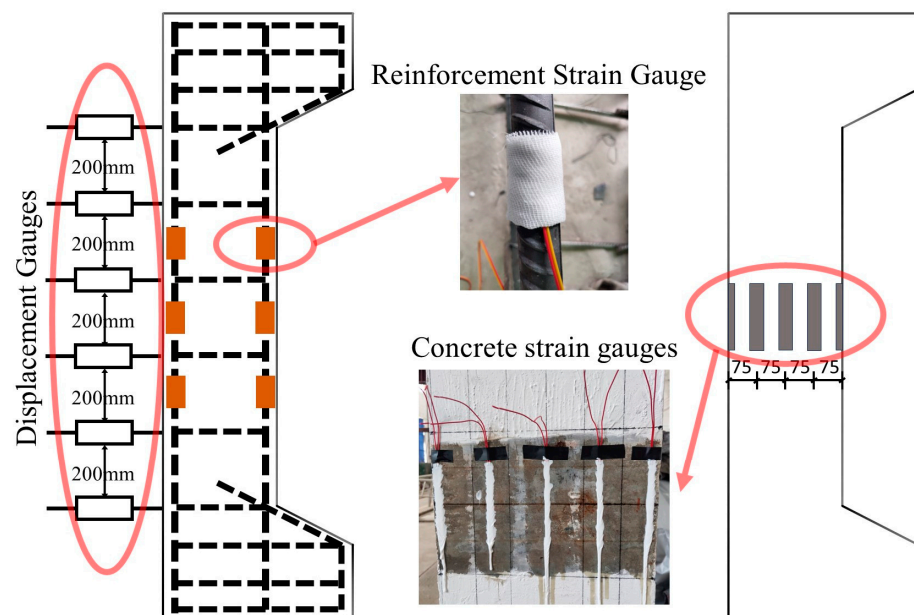 Displacement Gauges
200mm
200mm
200mm
200mm
200mm
Reinforcement Strain Gauge
Concrete strain gauges
75 75 75 75